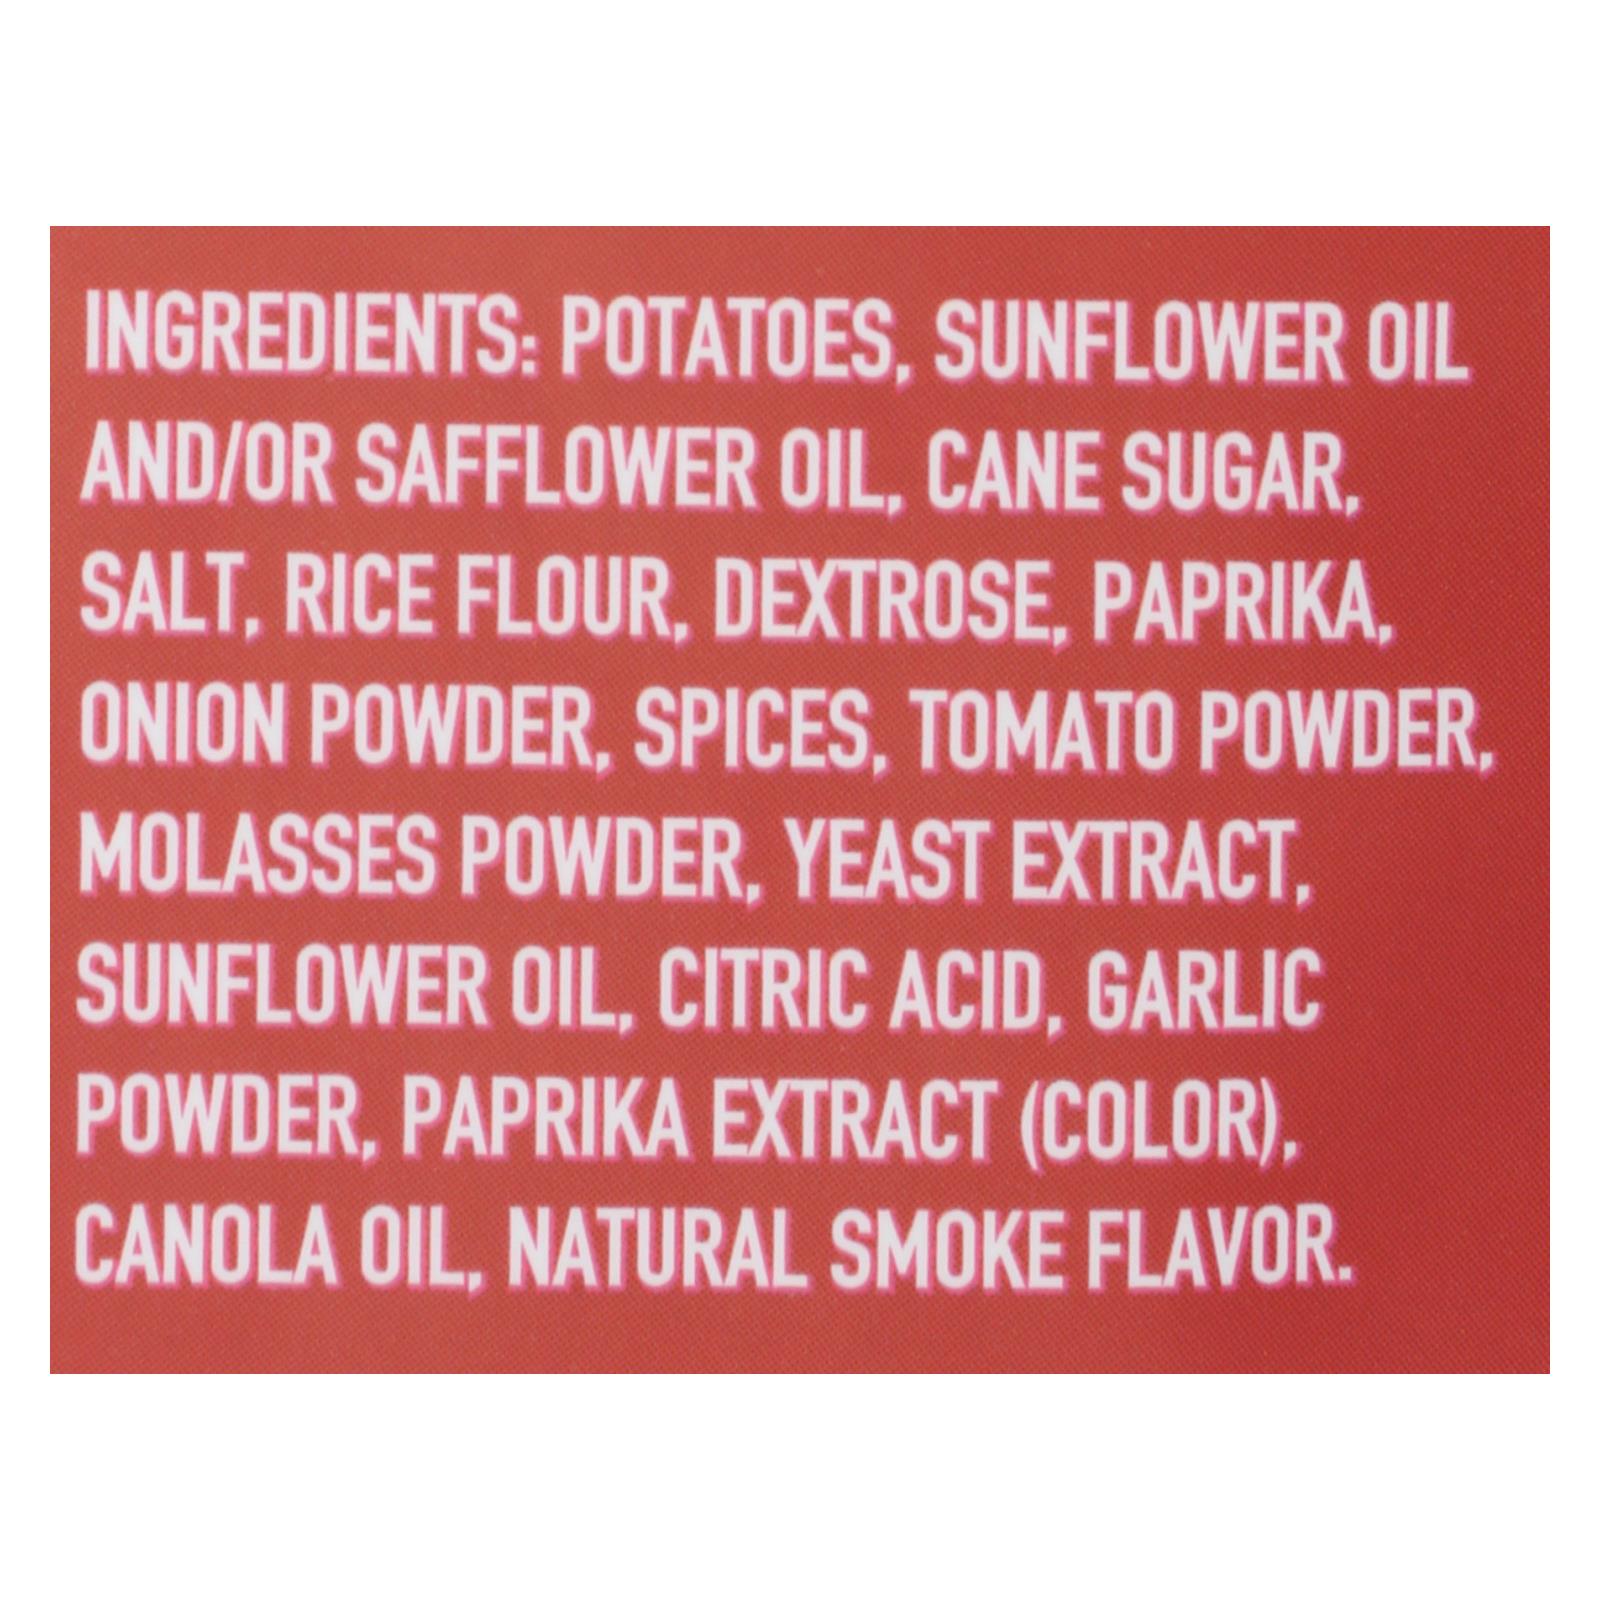 INGREDIENTS: POTATOES, SUNFLOWER OIL
AND/OR SAFFLOWER OIL, CANE SUGAR,
SALT, RICE FLOUR, DEXTROSE, PAPRIKA,
ONION POWDER, SPICES, TOMATO POWDER,
MOLASSES POWDER, YEAST EXTRACT,
SUNFLOWER OIL, CITRIC ACID, GARLIC
POWDER, PAPRIKA EXTRACT (COLOR),
CANOLA OIL, NATURAL SMOKE FLAVOR.